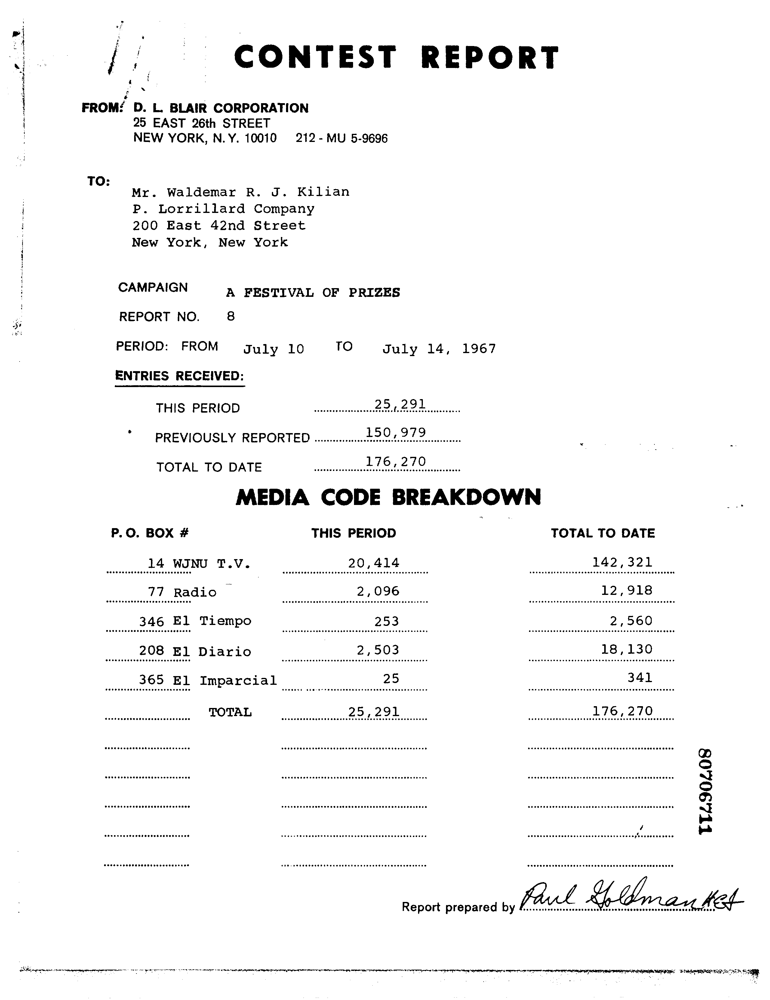 CONTEST REPORT
FROM: D. L. BLAIR CORPORATION
25 EAST 26th STREET
NEW YORK, N.Y. 10010 212 - MU 5-9696
TO:
Mr. Waldemar R. J. Kilian
P. Lorrillard Company
200 East 42nd Street
New York, New York
CAMPAIGN A FESTIVAL OF PRIZES
REPORT NO. 8
PERIOD: FROM July 10 TO July 14, 1967
ENTRIES RECEIVED:
THIS PERIOD 25,291
PREVIOUSLY REPORTED 150,979
TOTAL TO DATE 176,270
MEDIA CODE BREAKDOWN
P.O. BOX # THIS PERIOD TOTAL TO DATE
14 WJNU T.V. 20,414 142,321
77 Radio 2,096 12,918
346 El Tiempo 253 2,560
208 El Diario 2,503 18,130
365 El Imparcial 25 341
TOTAL 25,291 176,270
80706711
Report prepared by Paul Goldman